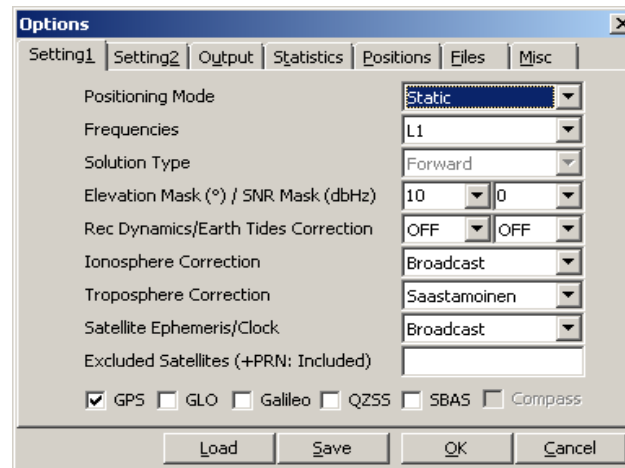 Options
Setting1 Setting2 Output Statistics Positions Files Misc
Positioning Mode Static
Frequencies L1
Solution Type Forward
Elevation Mask (°) / SNR Mask (dbHz) 10 0
Rec Dynamics/Earth Tides Correction OFF OFF
Ionosphere Correction Broadcast
Troposphere Correction Saastamoinen
Satellite Ephemeris/Clock Broadcast
Excluded Satellites (+PRN: Included)
GPS GLO Galileo QZSS SBAS Compass
Load Save OK Cancel